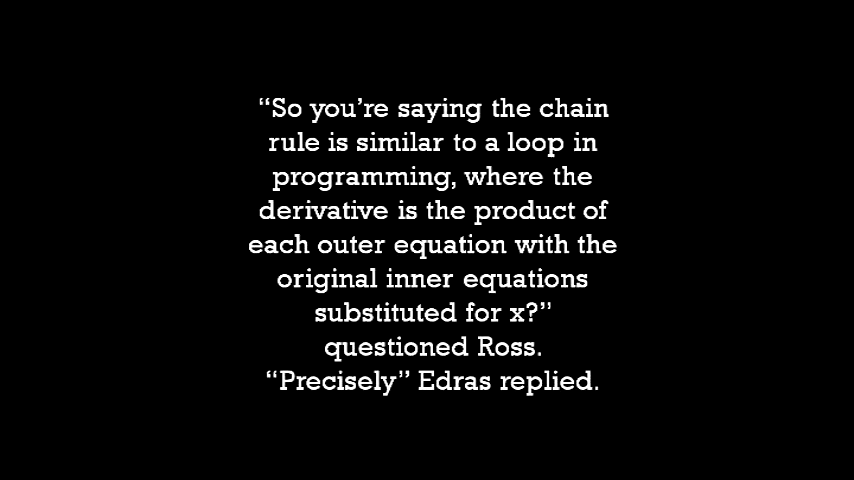 “So you’re saying the chain
rule is similar to a loop in
programming, where the
derivative is the product of
each outer equation with the
original inner equations
substituted for x?”
questioned Ross.
“Precisely” Edras replied.